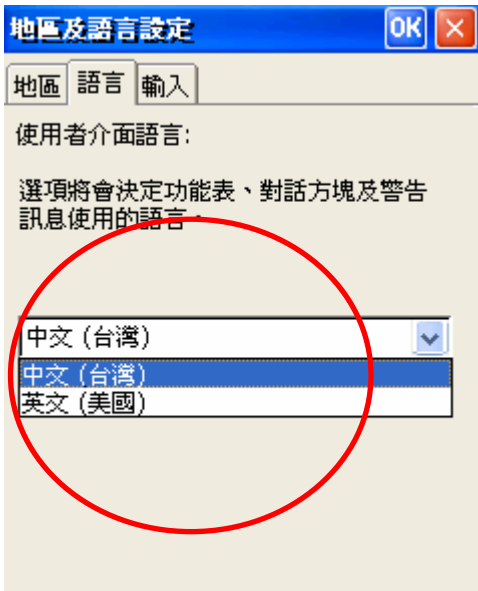 地區及語言設定 OK
地區 語言 輸入
使用者介面語言:
選項將會決定功能表、對話方塊及警告
訊息使用的語言。
中文 (台灣)
中文 (台灣)
英文 (美國)